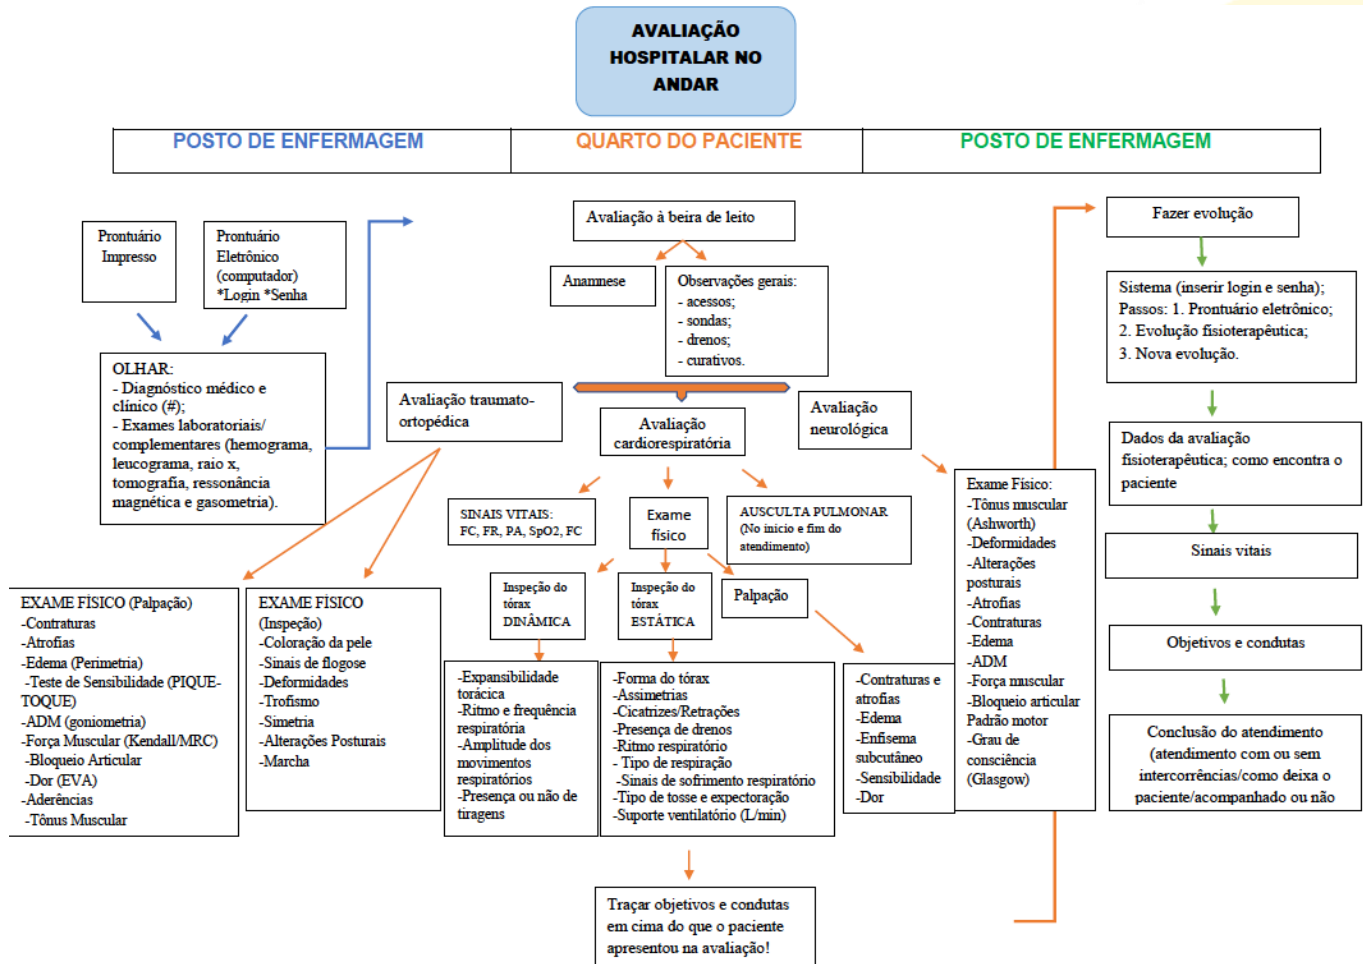 AVALIAÇÃO
HOSPITALAR NO
ANDAR
POSTO DE ENFERMAGEM
QUARTO DO PACIENTE
POSTO DE ENFERMAGEM
Prontuário
Impresso
Prontuário
Eletrônico
(computador)
*Login *Senha
OLHAR:
- Diagnóstico médico e
clínico (#);
- Exames laboratoriais/
complementares (hemograma,
leucograma, raio x,
tomografia, ressonância
magnética e gasometria).
Avaliação à beira de leito
Anamnese
Observações gerais:
- acessos;
- sondas;
- drenos;
- curativos.
Avaliação traumato-
ortopédica
Avaliação
cardiorespiratória
Avaliação
neurológica
EXAME FÍSICO (Palpação)
-Contraturas
-Atrofias
-Edema (Perimetria)
-Teste de Sensibilidade (PIQUE-
TOQUE)
-ADM (goniometria)
-Força Muscular (Kendall/MRC)
-Bloqueio Articular
-Dor (EVA)
-Aderências
-Tônus Muscular
EXAME FÍSICO
(Inspeção)
-Coloração da pele
-Sinais de flogose
-Deformidades
-Trofismo
-Simetria
-Alterações Posturais
-Marcha
SINAIS VITAIS:
FC, FR, PA, SpO2, FC
Exame
físico
AUSCULTA PULMONAR
(No inicio e fim do
atendimento)
Inspeção do
tórax
DINÂMICA
Inspeção do
tórax
ESTÁTICA
Palpação
-Expansibilidade
torácica
-Ritmo e frequência
respiratória
-Amplitude dos
movimentos
respiratórios
-Presença ou não de
tiragens
-Forma do tórax
-Assimetrias
-Cicatrizes/Retrações
-Presença de drenos
-Ritmo respiratório
- Tipo de respiração
-Sinais de sofrimento respiratório
-Tipo de tosse e expectoração
-Suporte ventilatório (L/min)
-Contraturas e
atrofias
-Edema
-Enfisema
subcutâneo
-Sensibilidade
-Dor
Exame Físico:
-Tônus muscular
(Ashworth)
-Deformidades
-Alterações
posturais
-Atrofias
-Contraturas
-Edema
-ADM
-Força muscular
-Bloqueio articular
Padrão motor
-Grau de
consciência
(Glasgow)
Traçar objetivos e condutas
em cima do que o paciente
apresentou na avaliação!
Fazer evolução
Sistema (inserir login e senha);
Passos: 1. Prontuário eletrônico;
2. Evolução fisioterapêutica;
3. Nova evolução.
Dados da avaliação
fisioterapêutica; como encontra o
paciente
Sinais vitais
Objetivos e condutas
Conclusão do atendimento
(atendimento com ou sem
intercorrências/como deixa o
paciente/acompanhado ou não